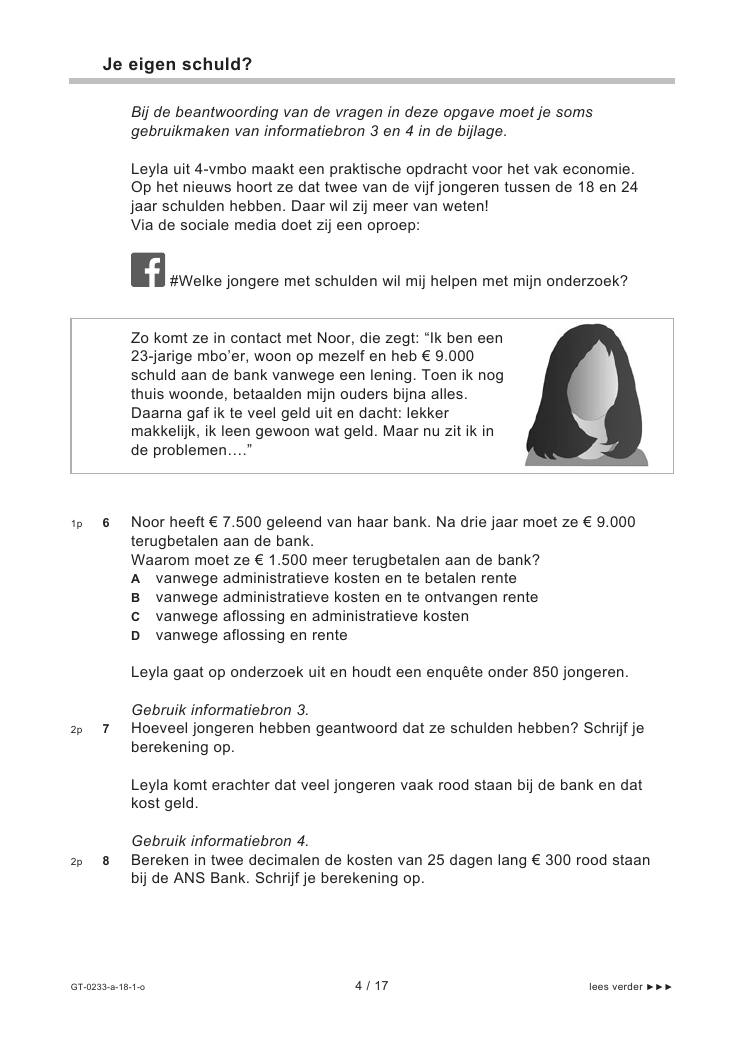 Je eigen schuld?
Bij de beantwoording van de vragen in deze opgave moet je soms
gebruikmaken van informatiebron 3 en 4 in de bijlage.
Leyla uit 4-vmbo maakt een praktische opdracht voor het vak economie.
Op het nieuws hoort ze dat twee van de vijf jongeren tussen de 18 en 24
jaar schulden hebben. Daar wil zij meer van weten!
Via de sociale media doet zij een oproep:
#Welke jongere met schulden wil mij helpen met mijn onderzoek?
Zo komt ze in contact met Noor, die zegt: “Ik ben een
23-jarige mbo’er, woon op mezelf en heb € 9.000
schuld aan de bank vanwege een lening. Toen ik nog
thuis woonde, betaalden mijn ouders bijna alles.
Daarna gaf ik te veel geld uit en dacht: lekker
makkelijk, ik leen gewoon wat geld. Maar nu zit ik in
de problemen….”
1p 6 Noor heeft € 7.500 geleend van haar bank. Na drie jaar moet ze € 9.000
terugbetalen aan de bank.
Waarom moet ze € 1.500 meer terugbetalen aan de bank?
A vanwege administratieve kosten en te betalen rente
B vanwege administratieve kosten en te ontvangen rente
C vanwege aflossing en administratieve kosten
D vanwege aflossing en rente
Leyla gaat op onderzoek uit en houdt een enquête onder 850 jongeren.
Gebruik informatiebron 3.
2p 7 Hoeveel jongeren hebben geantwoord dat ze schulden hebben? Schrijf je
berekening op.
Leyla komt erachter dat veel jongeren vaak rood staan bij de bank en dat
kost geld.
Gebruik informatiebron 4.
2p 8 Bereken in twee decimalen de kosten van 25 dagen lang € 300 rood staan
bij de ANS Bank. Schrijf je berekening op.
GT-0233-a-18-1-o 4 / 17 lees verder ►►►